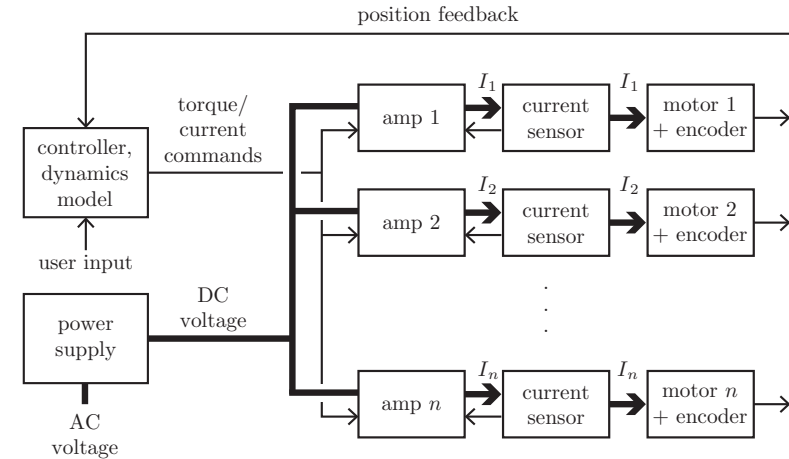 position feedback
torque/
current
commands
controller,
dynamics
model
user input
power
supply
AC
voltage
DC
voltage
amp 1
I₁
current
sensor
I₁
motor 1
+ encoder
amp 2
I₂
current
sensor
I₂
motor 2
+ encoder
.
.
.
amp n
Iₙ
current
sensor
Iₙ
motor n
+ encoder